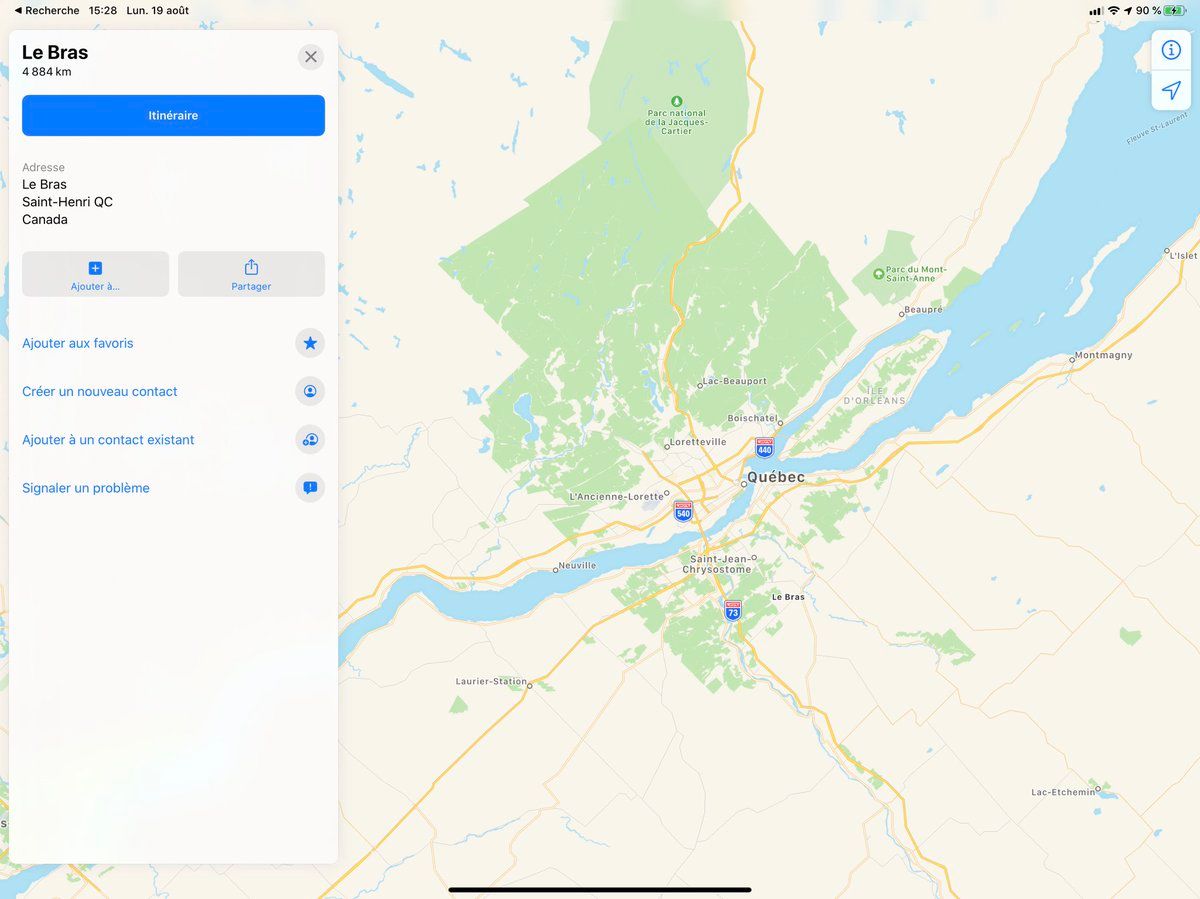 Recherche 15:28 Lun. 19 août
90 %
Le Bras
4 884 km
Itinéraire
Adresse
Le Bras
Saint-Henri QC
Canada
Ajouter à...
Partager
Ajouter aux favoris
Créer un nouveau contact
Ajouter à un contact existant
Signaler un problème
Parc national
de la Jacques-
Cartier
Fleuve St-Laurent
L'Islet
Parc du Mont-
Sainte-Anne
Beaupré
Montmagny
Lac-Beauport
ÎLE
D'ORLÉANS
Boischatel
Loretteville
440
Québec
L'Ancienne-Lorette
540
Neuville
Saint-Jean-
Chrysostome
Le Bras
73
Laurier-Station
Lac-Etchemin